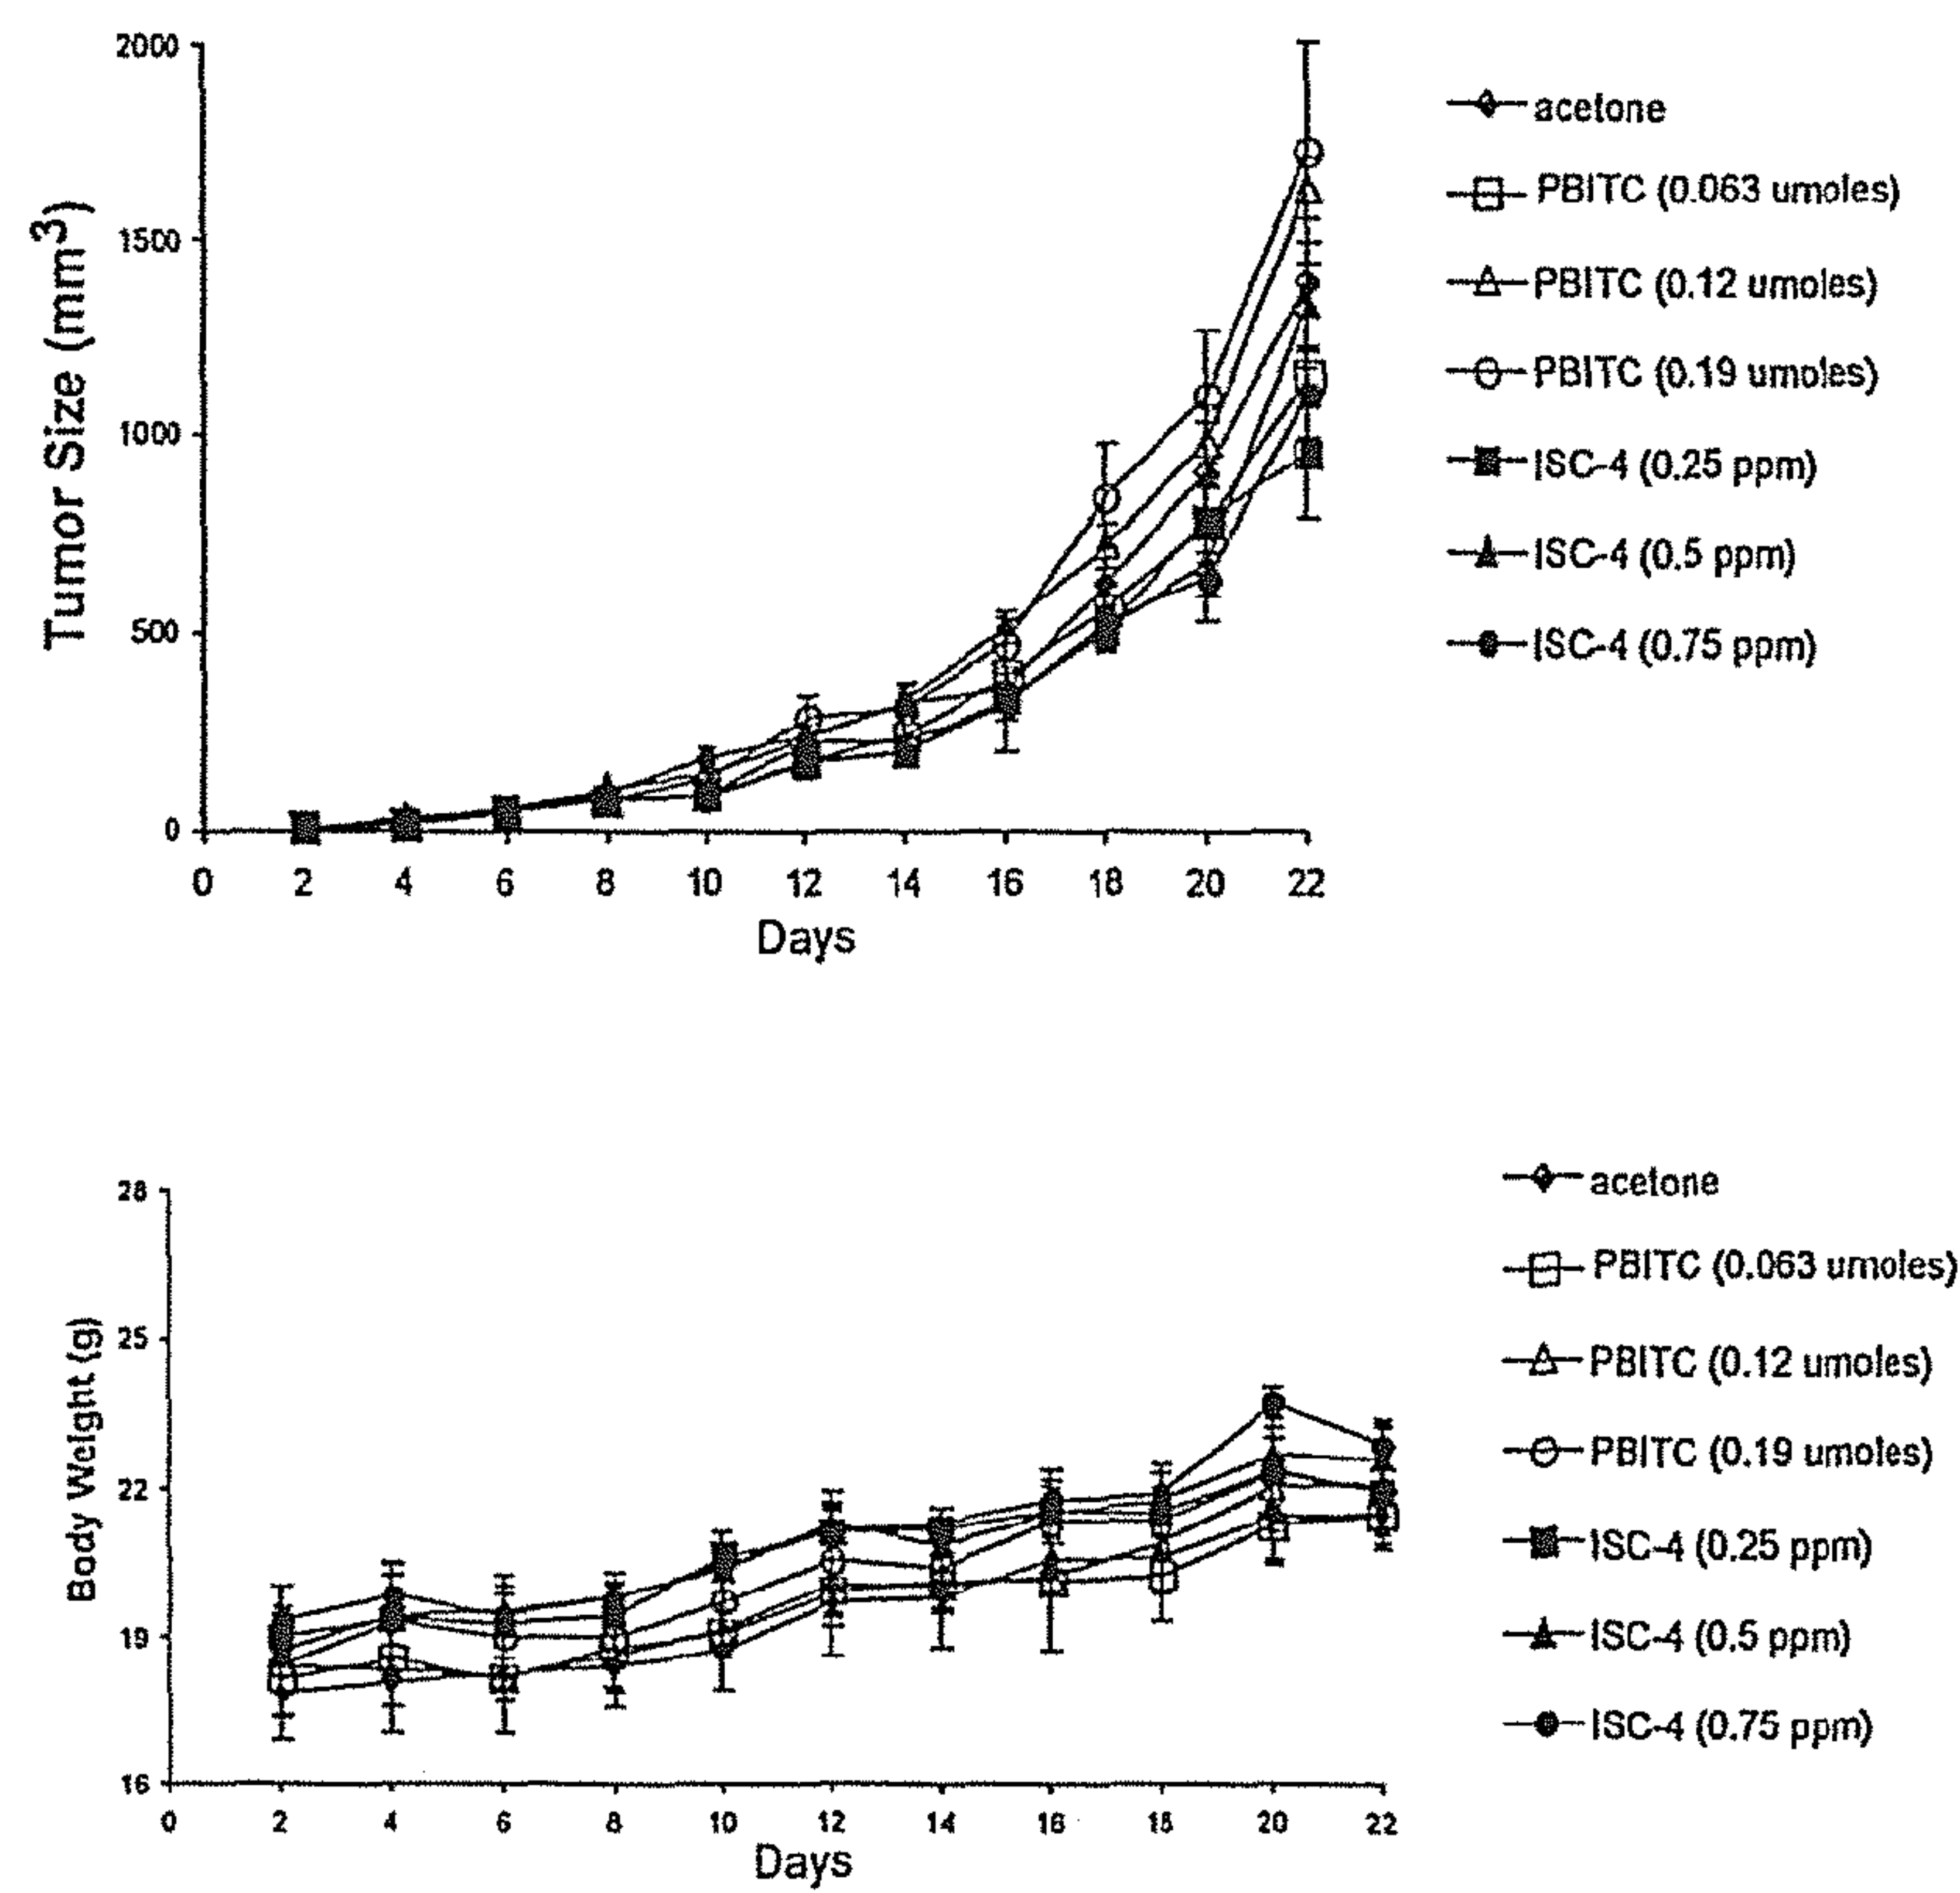 2000
1500
1000
500
0
Tumor Size (mm3)
0 2 4 6 8 10 12 14 16 18 20 22
Days
acetone
PBITC (0.063 umoles)
PBITC (0.12 umoles)
PBITC (0.19 umoles)
ISC-4 (0.25 ppm)
ISC-4 (0.5 ppm)
ISC-4 (0.75 ppm)
28
25
22
19
16
Body Weight (g)
0 2 4 6 8 10 12 14 16 18 20 22
Days
acetone
PBITC (0.063 umoles)
PBITC (0.12 umoles)
PBITC (0.19 umoles)
ISC-4 (0.25 ppm)
ISC-4 (0.5 ppm)
ISC-4 (0.75 ppm)